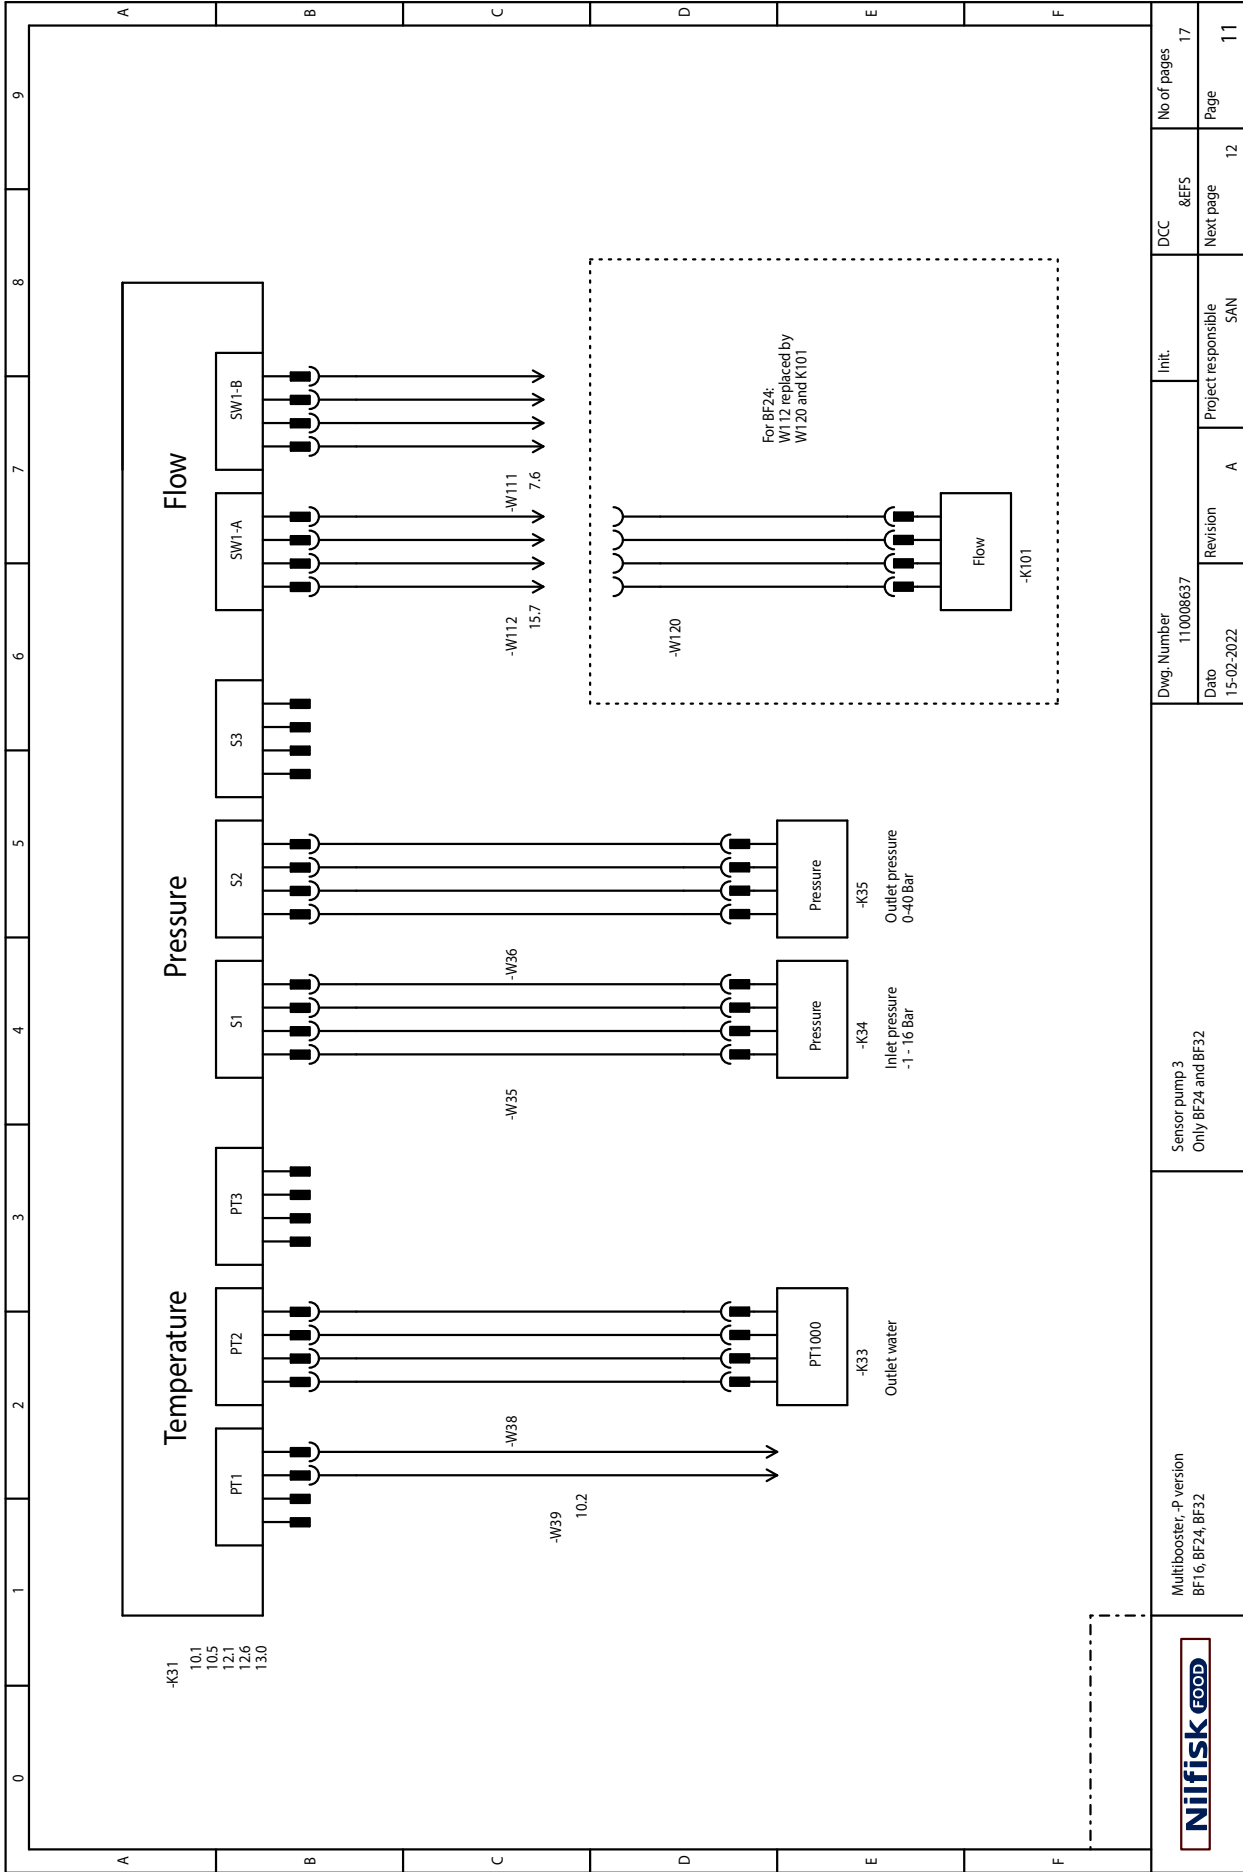 0 1 2 3 4 5 6 7 8 9
A
B
C
D
E
F
A
B
C
D
E
F
-K31
10.1
10.5
12.1
12.6
13.0
Temperature
Pressure
Flow
PT1
PT2
PT3
S1
S2
S3
SW1-A
SW1-B
-W39
10.2
-W38
-W35
-W36
-W112
15.7
-W111
7.6
-W120
For BF24:
W112 replaced by
W120 and K101
PT1000
-K33
Outlet water
Pressure
-K34
Inlet pressure
-1 - 16 Bar
Pressure
-K35
Outlet pressure
0-40 Bar
Flow
-K101
Nilfisk FOOD
Multibooster, -P version
BF16, BF24, BF32
Sensor pump 3
Only BF24 and BF32
Dwg. Number
110008637
Init.
DCC
&EFS
No of pages
17
Dato
15-02-2022
Revision
A
Project responsible
SAN
Next page
12
Page
11